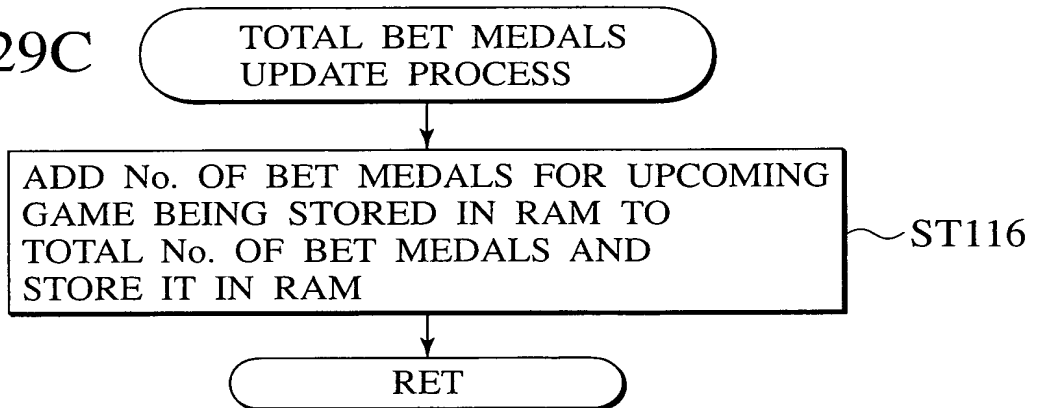 29C
TOTAL BET MEDALS
UPDATE PROCESS
ADD No. OF BET MEDALS FOR UPCOMING
GAME BEING STORED IN RAM TO
TOTAL No. OF BET MEDALS AND
STORE IT IN RAM
ST116
RET